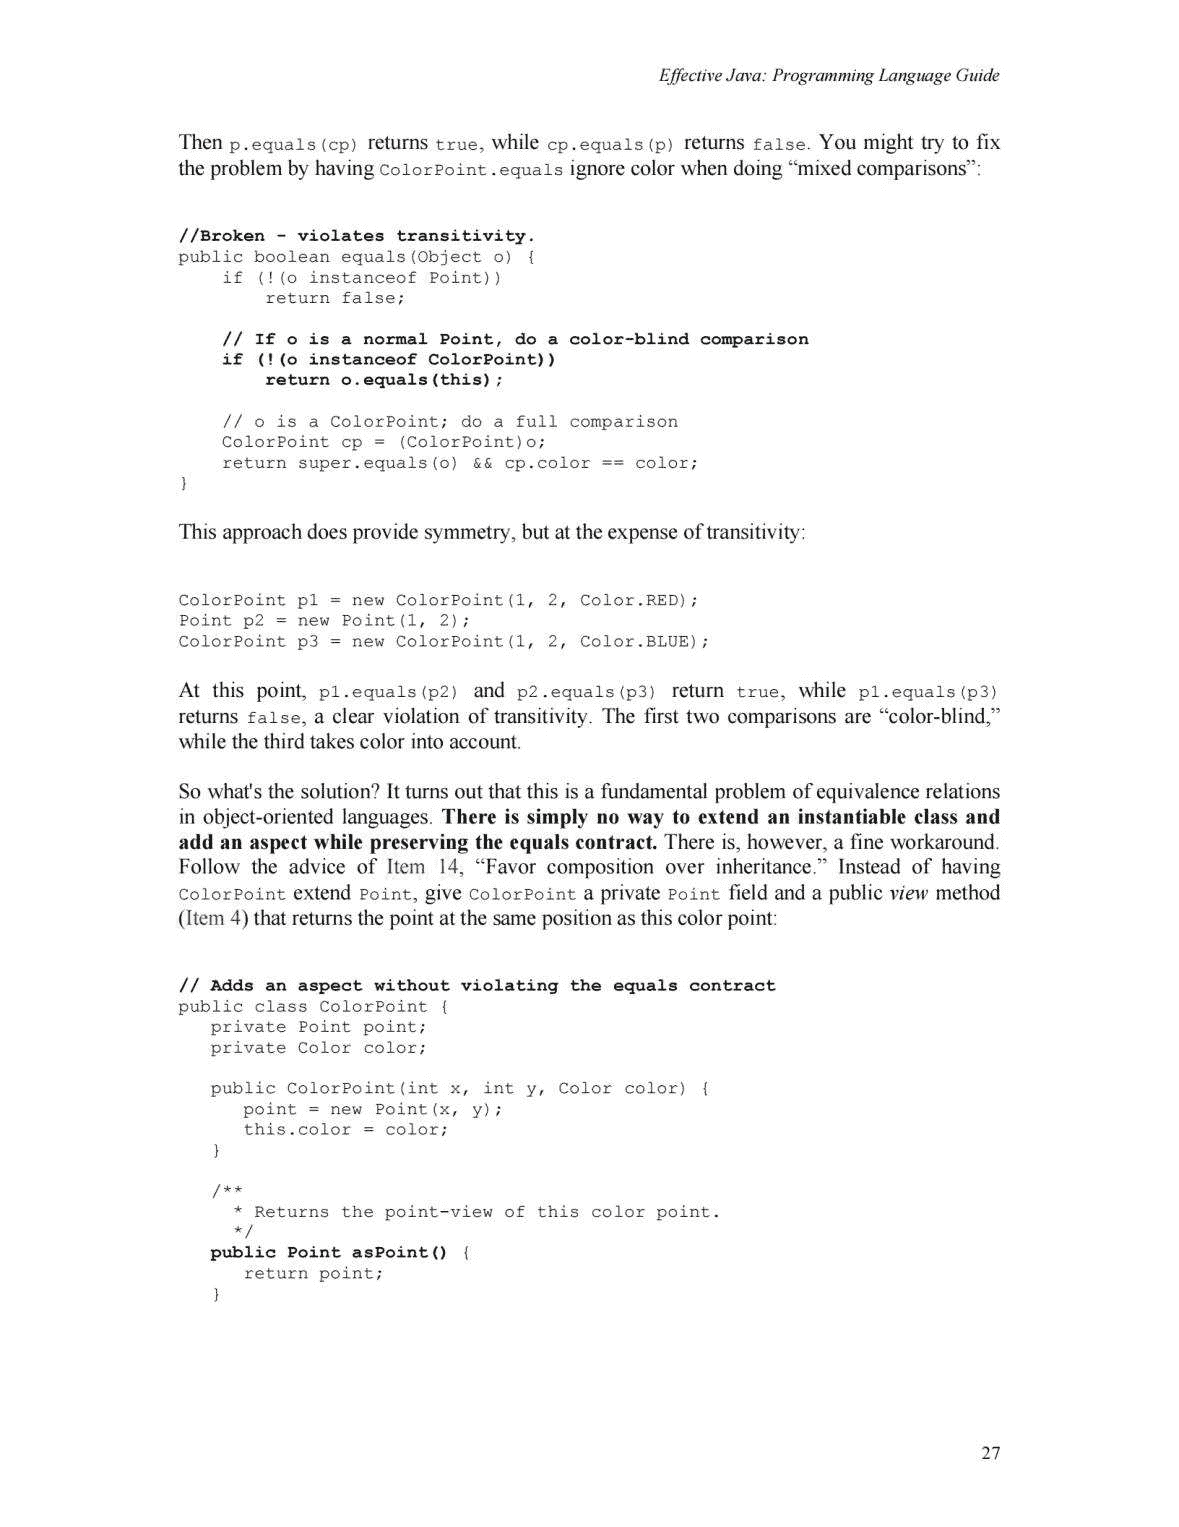 Effective Java: Programming Language Guide
Then p.equals(cp) returns true, while cp.equals(p) returns false. You might try to fix
the problem by having ColorPoint.equals ignore color when doing “mixed comparisons”:
//Broken - violates transitivity.
public boolean equals(Object o) {
    if (!(o instanceof Point))
        return false;
    // If o is a normal Point, do a color-blind comparison
    if (!(o instanceof ColorPoint))
        return o.equals(this);
    // o is a ColorPoint; do a full comparison
    ColorPoint cp = (ColorPoint)o;
    return super.equals(o) && cp.color == color;
}
This approach does provide symmetry, but at the expense of transitivity:
ColorPoint p1 = new ColorPoint(1, 2, Color.RED);
Point p2 = new Point(1, 2);
ColorPoint p3 = new ColorPoint(1, 2, Color.BLUE);
At this point, p1.equals(p2) and p2.equals(p3) return true, while p1.equals(p3)
returns false, a clear violation of transitivity. The first two comparisons are “color-blind,”
while the third takes color into account.
So what's the solution? It turns out that this is a fundamental problem of equivalence relations
in object-oriented languages. There is simply no way to extend an instantiable class and
add an aspect while preserving the equals contract. There is, however, a fine workaround.
Follow the advice of Item 14, “Favor composition over inheritance.” Instead of having
ColorPoint extend Point, give ColorPoint a private Point field and a public view method
(Item 4) that returns the point at the same position as this color point:
// Adds an aspect without violating the equals contract
public class ColorPoint {
   private Point point;
   private Color color;
   public ColorPoint(int x, int y, Color color) {
      point = new Point(x, y);
      this.color = color;
   }
   /**
     * Returns the point-view of this color point.
     */
   public Point asPoint() {
      return point;
   }
27